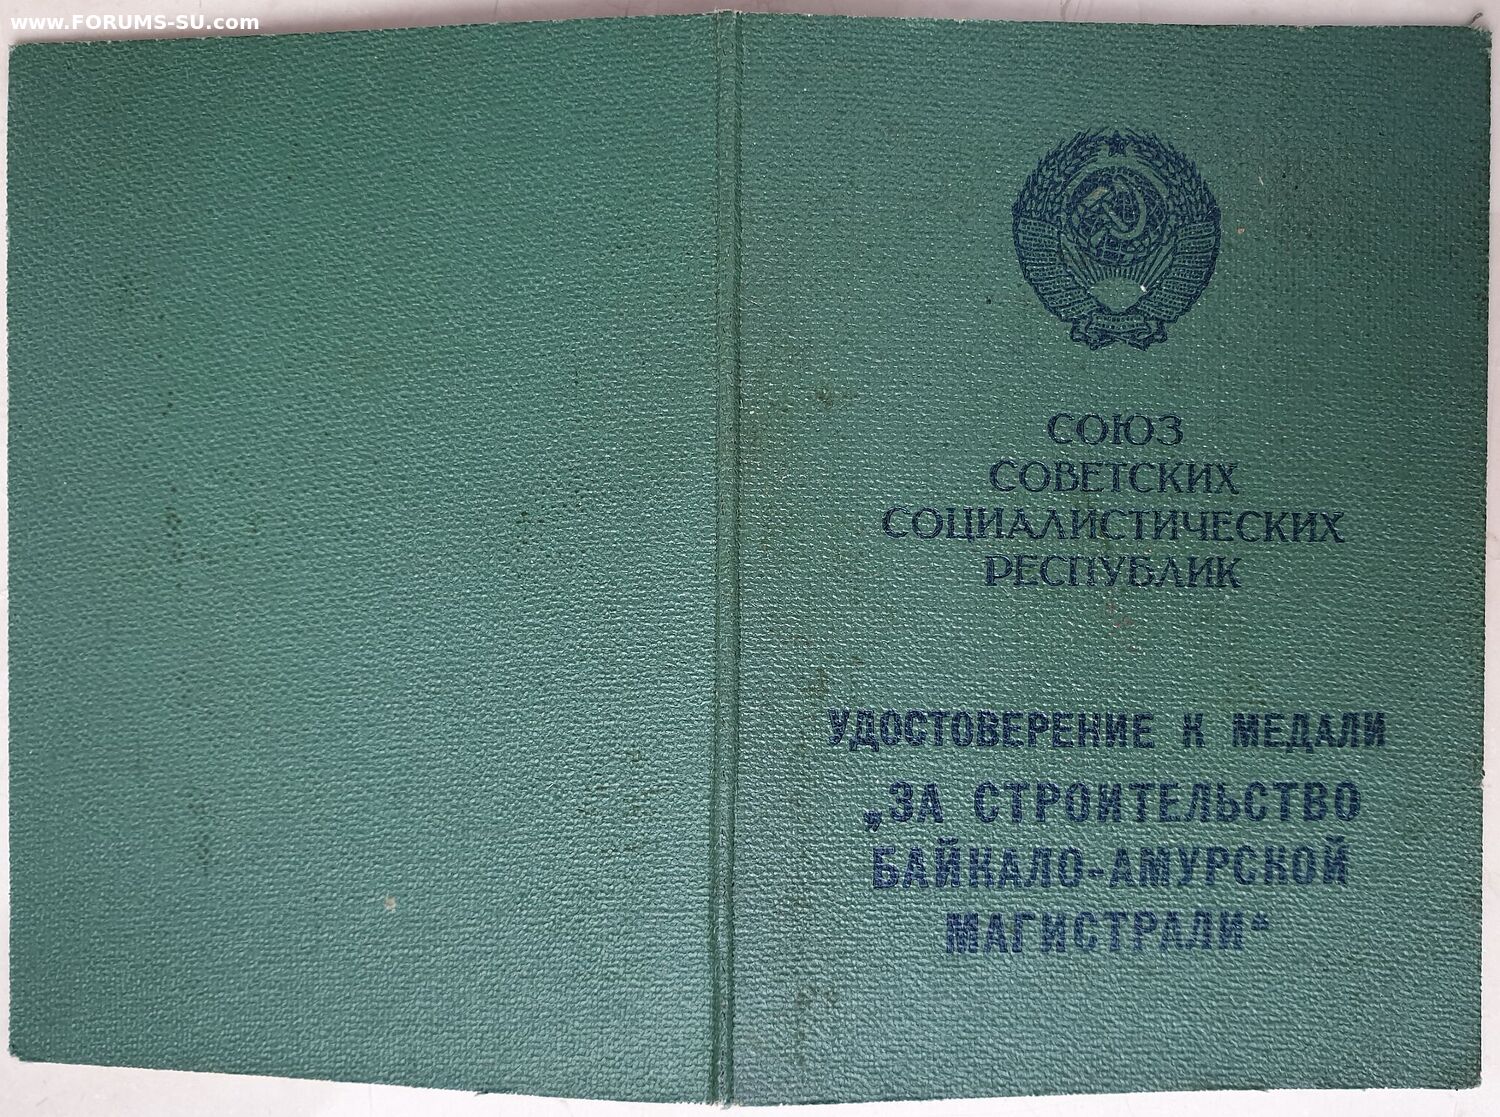 www.FORUMS-SU.com
СОЮЗ
СОВЕТСКИХ
СОЦИАЛИСТИЧЕСКИХ
РЕСПУБЛИК
УДОСТОВЕРЕНИЕ К МЕДАЛИ
„ЗА СТРОИТЕЛЬСТВО
БАЙКАЛО-АМУРСКОЙ
МАГИСТРАЛИ“